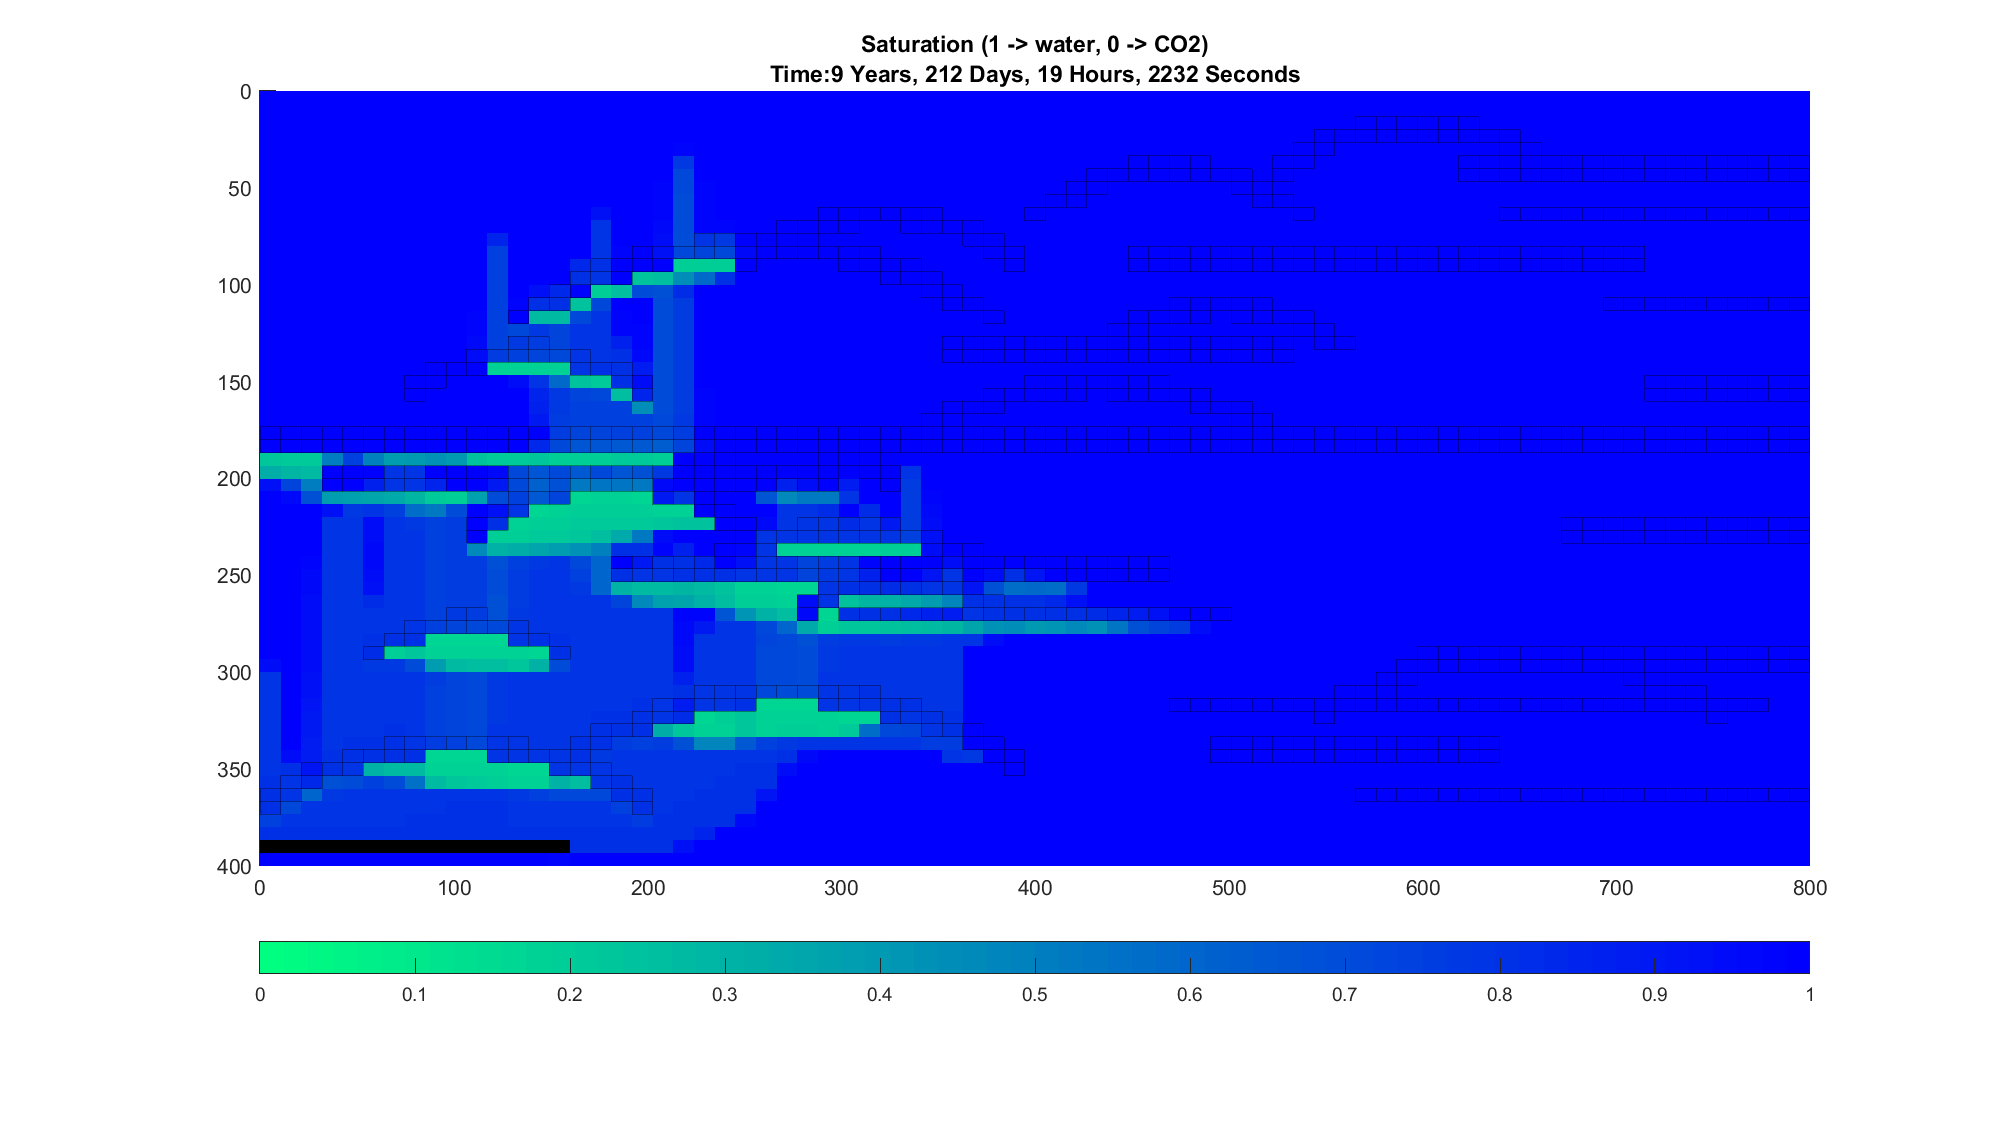 Saturation (1 -> water, 0 -> CO2)
Time:9 Years, 212 Days, 19 Hours, 2232 Seconds
0
50
100
150
200
250
300
350
400
0 100 200 300 400 500 600 700 800
0 0.1 0.2 0.3 0.4 0.5 0.6 0.7 0.8 0.9 1